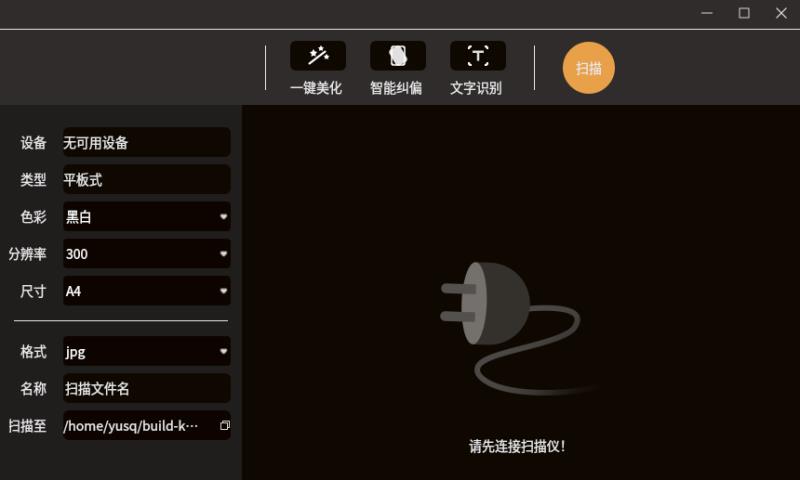 一键美化
智能纠偏
文字识别
扫描
设备 无可用设备
类型 平板式
色彩 黑白
分辨率 300
尺寸 A4
格式 jpg
名称 扫描文件名
扫描至 /home/yusq/build-k···
请先连接扫描仪!